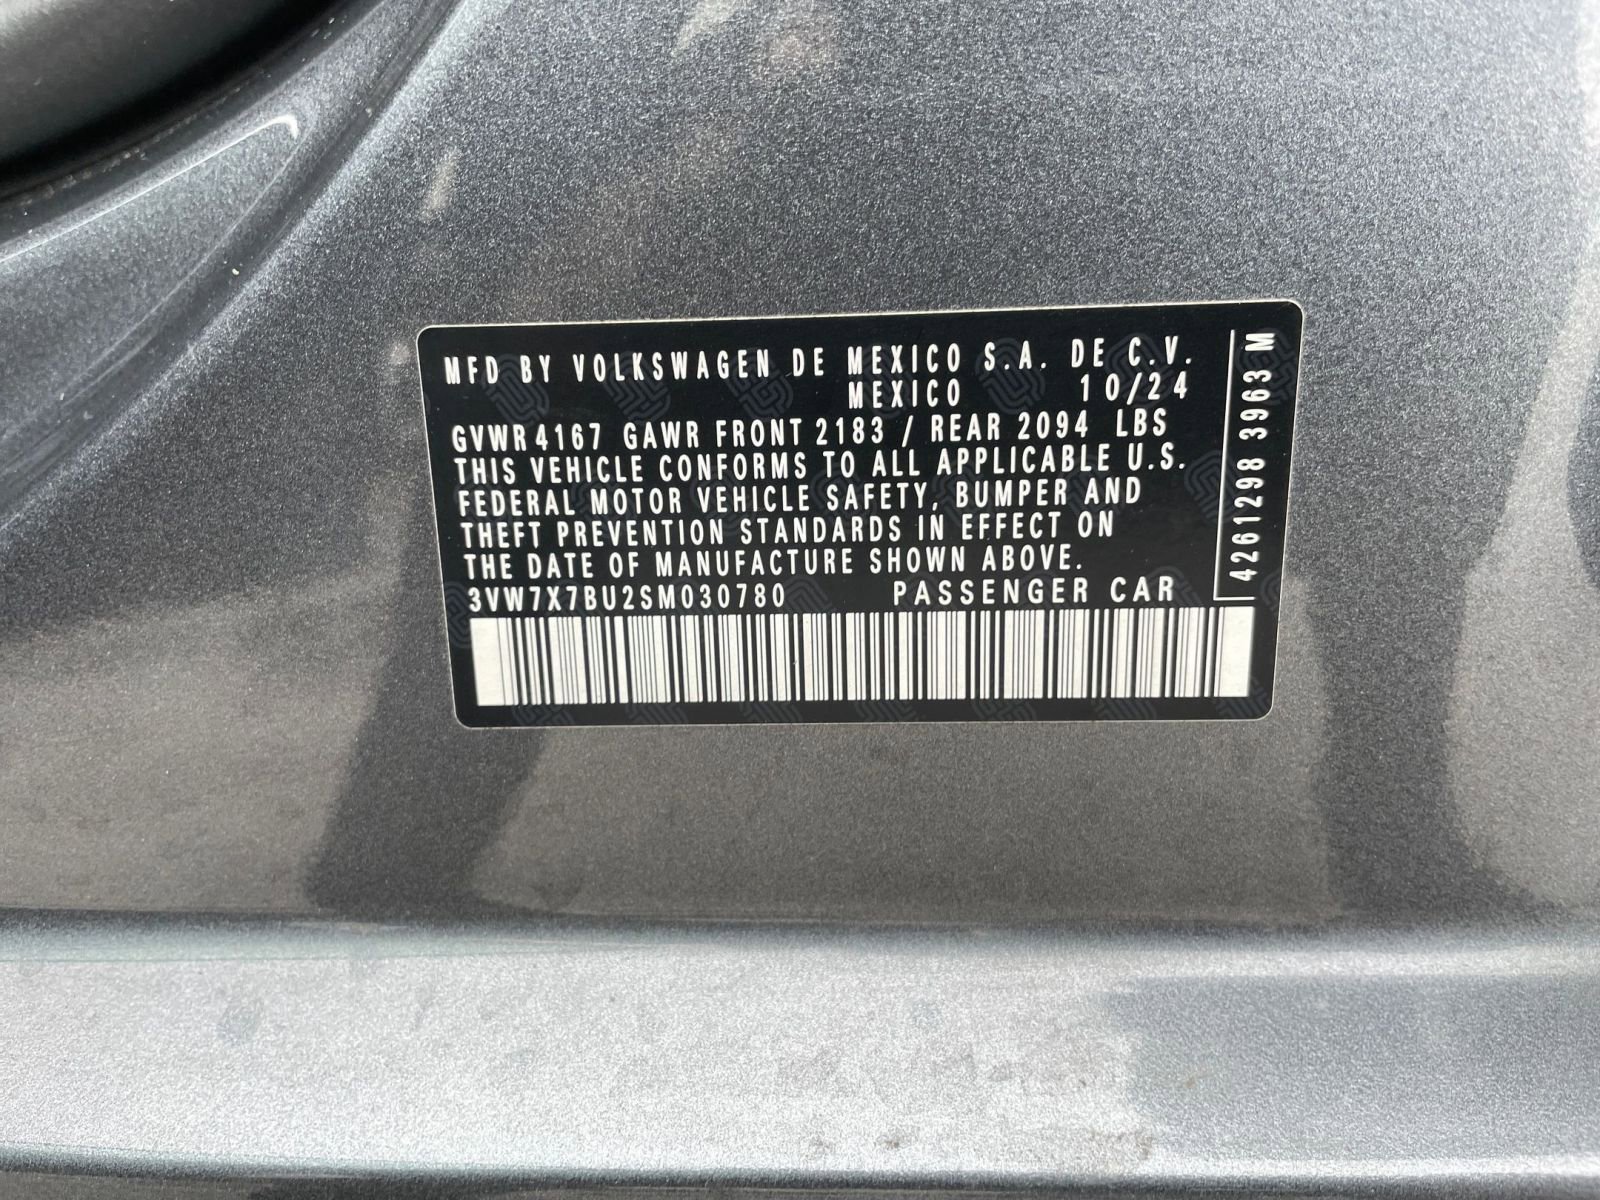 MFD BY VOLKSWAGEN DE MEXICO S.A. DE C.V.
MEXICO 10/24
GVWR 4167 GAWR FRONT 2183 / REAR 2094 LBS
THIS VEHICLE CONFORMS TO ALL APPLICABLE U.S.
FEDERAL MOTOR VEHICLE SAFETY, BUMPER AND
THEFT PREVENTION STANDARDS IN EFFECT ON
THE DATE OF MANUFACTURE SHOWN ABOVE.
3VW7X7BU2SM030780 PASSENGER CAR
4261298 3963 M